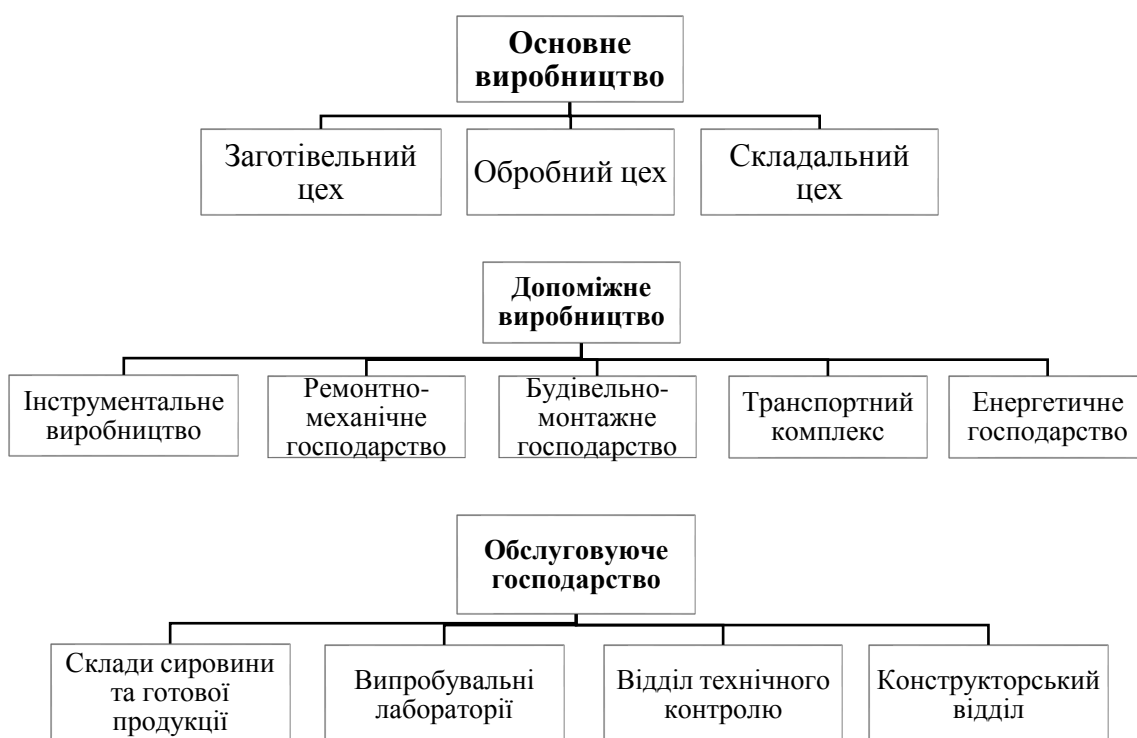 Основне
виробництво
Заготівельний
цех
Обробний цех
Складальний
цех
Допоміжне
виробництво
Інструментальне
виробництво
Ремонтно-
механічне
господарство
Будівельно-
монтажне
господарство
Транспортний
комплекс
Енергетичне
господарство
Обслуговуюче
господарство
Склади сировини
та готової
продукції
Випробувальні
лабораторії
Відділ технічного
контролю
Конструкторський
відділ